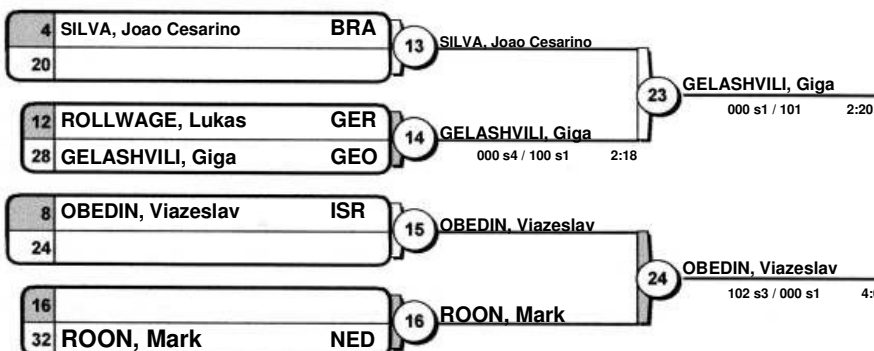 4 SILVA, Joao Cesarino BRA
20
13 SILVA, Joao Cesarino
23 GELASHVILI, Giga
000 s1 / 101 2:20
12 ROLLWAGE, Lukas GER
28 GELASHVILI, Giga GEO
14 GELASHVILI, Giga
000 s4 / 100 s1 2:18
8 OBEDIN, Viazeslav ISR
24
15 OBEDIN, Viazeslav
24 OBEDIN, Viazeslav
102 s3 / 000 s1
16
32 ROON, Mark NED
16 ROON, Mark